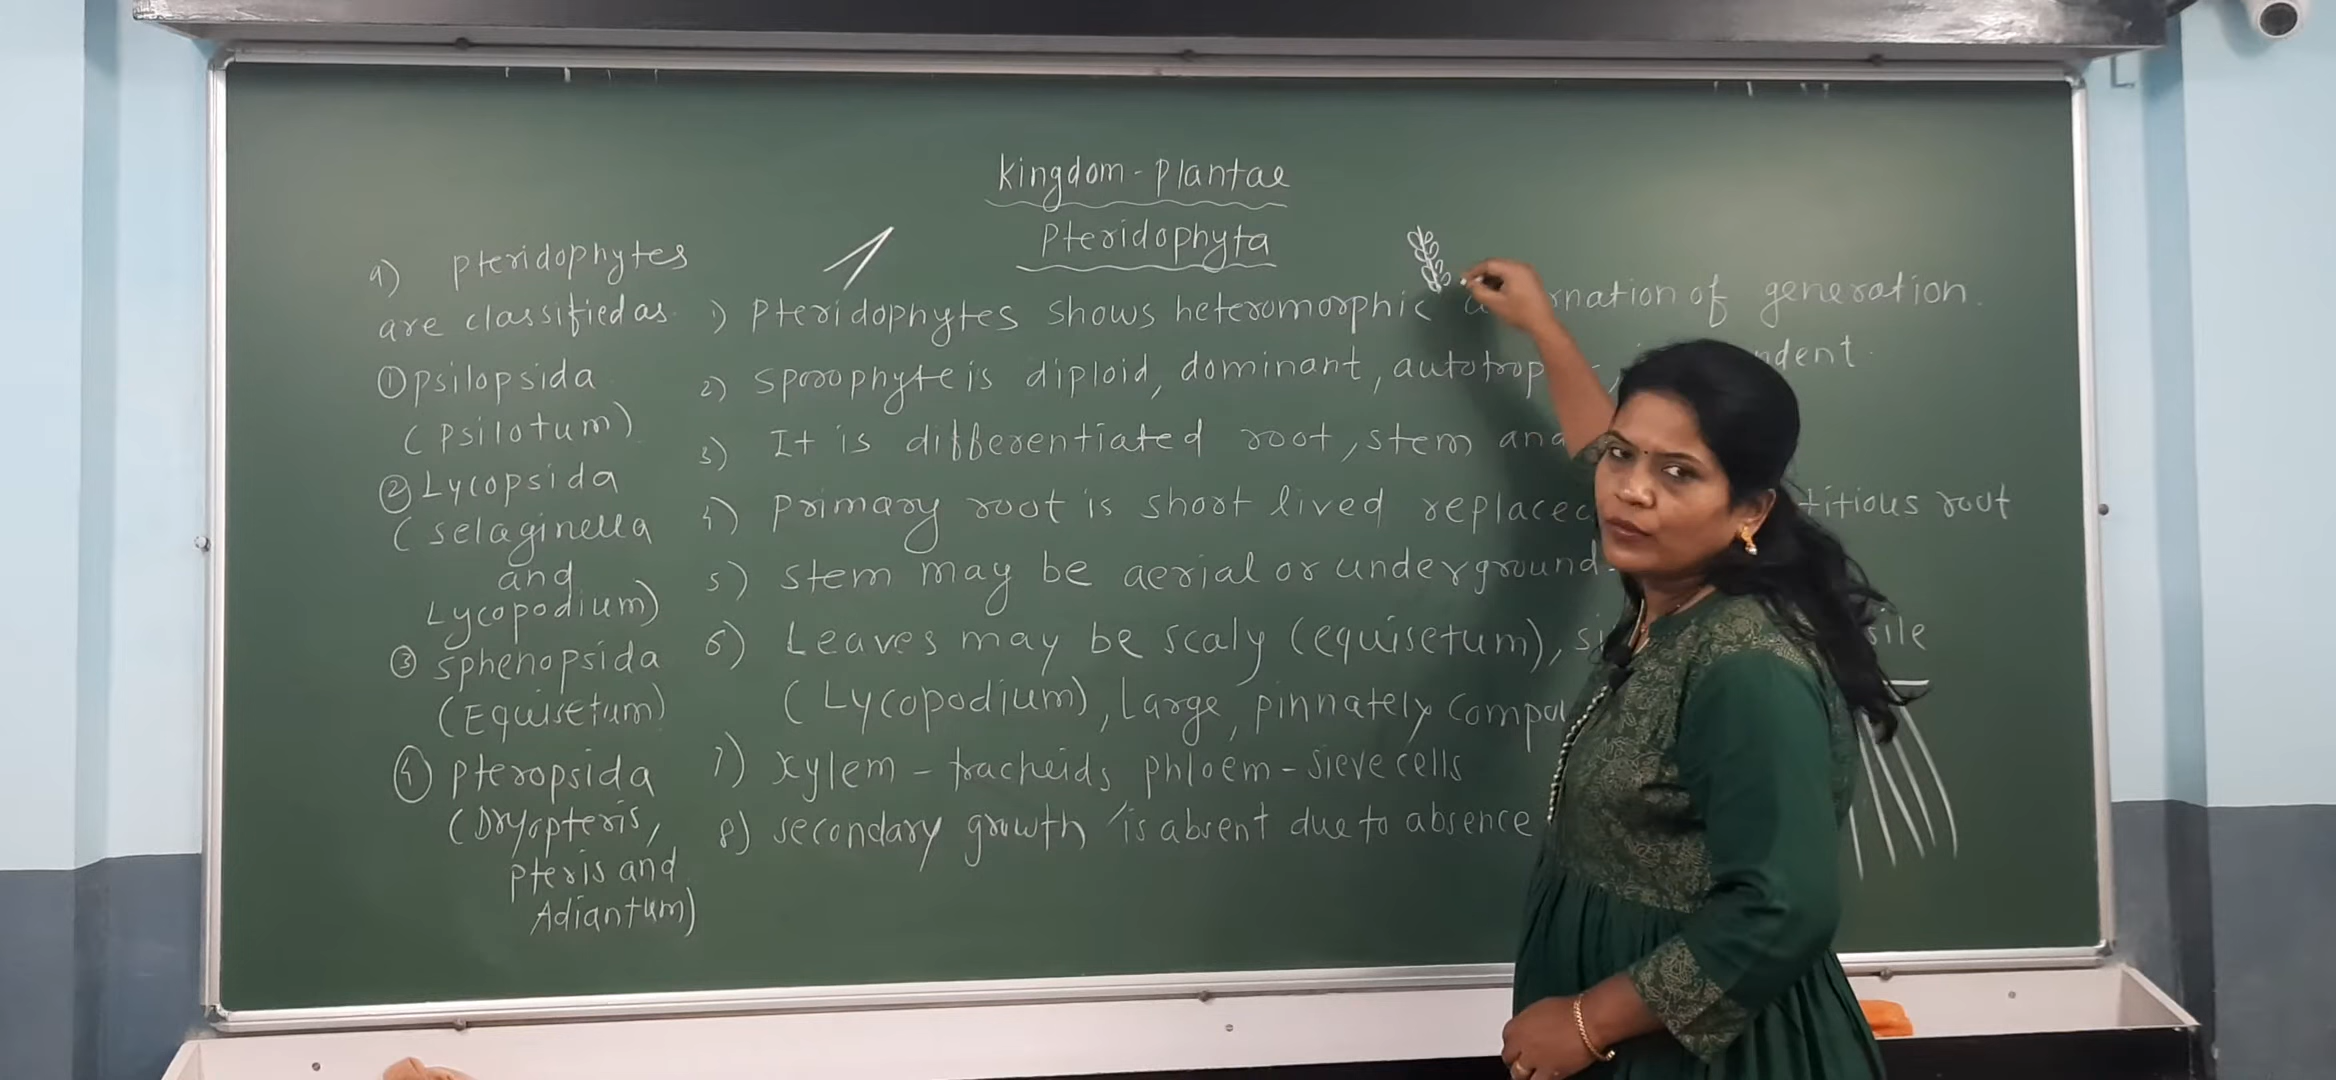 Kingdom - Plantae
Pteridophyta
a) Pteridophytes
are classified as
① Psilopsida
(Psilotum)
② Lycopsida
(Selaginella
and
Lycopodium)
③ Sphenopsida
(Equisetum)
④ Pteropsida
(Dryopteris,
Pteris and
Adiantum)
1) Pteridophytes shows heteromorphic rnation of generation.
2) Sporophyte is diploid, dominant, autotrop ndent.
3) It is differentiated root, stem and
4) Primary root is short lived replaced titious root
5) Stem may be aerial or underground.
6) Leaves may be scaly (equisetum), sile
(Lycopodium), large, pinnately compou
7) xylem - tracheids phloem - sieve cells
8) secondary growth is absent due to absence